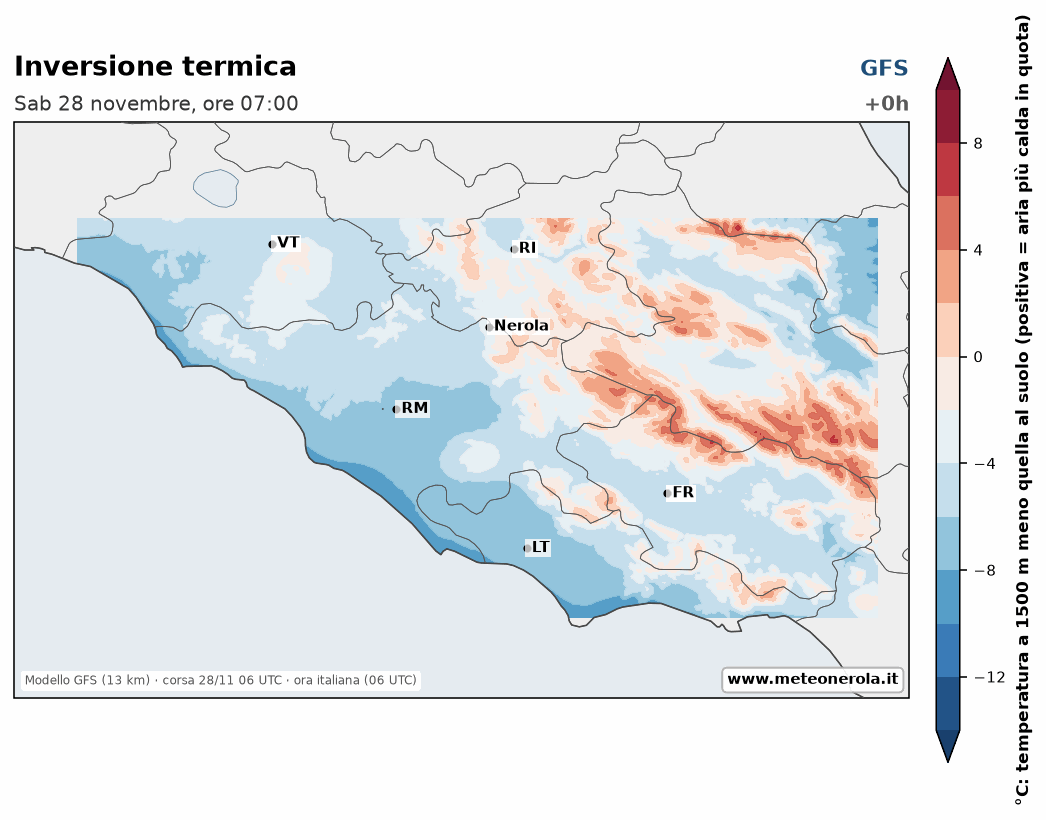 Inversione termica
GFS
Sab 28 novembre, ore 07:00
+0h
VT
RI
Nerola
RM
FR
LT
Modello GFS (13 km) · corsa 28/11 06 UTC · ora italiana (06 UTC)
www.meteonerola.it
8
4
0
−4
−8
−12
°C: temperatura a 1500 m meno quella al suolo (positiva = aria più calda in quota)